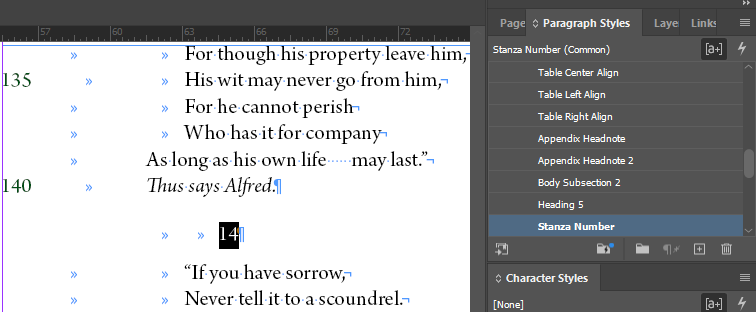 57 60 63 66 69 72
Page Paragraph Styles Laye Links
Stanza Number (Common) [a+]
For though his property leave him,
135 His wit may never go from him,
For he cannot perish
Who has it for company
As long as his own life may last.”
140 Thus says Alfred.
14
“If you have sorrow,
Never tell it to a scoundrel.
Table Center Align
Table Left Align
Table Right Align
Appendix Headnote
Appendix Headnote 2
Body Subsection 2
Heading 5
Stanza Number
Character Styles
[None] [a+]